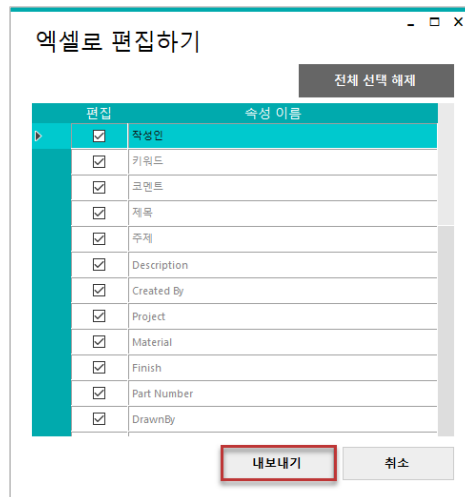 엑셀로 편집하기
전체 선택 해제
편집 속성 이름
작성인
키워드
코멘트
제목
주제
Description
Created By
Project
Material
Finish
Part Number
DrawnBy
내보내기 취소